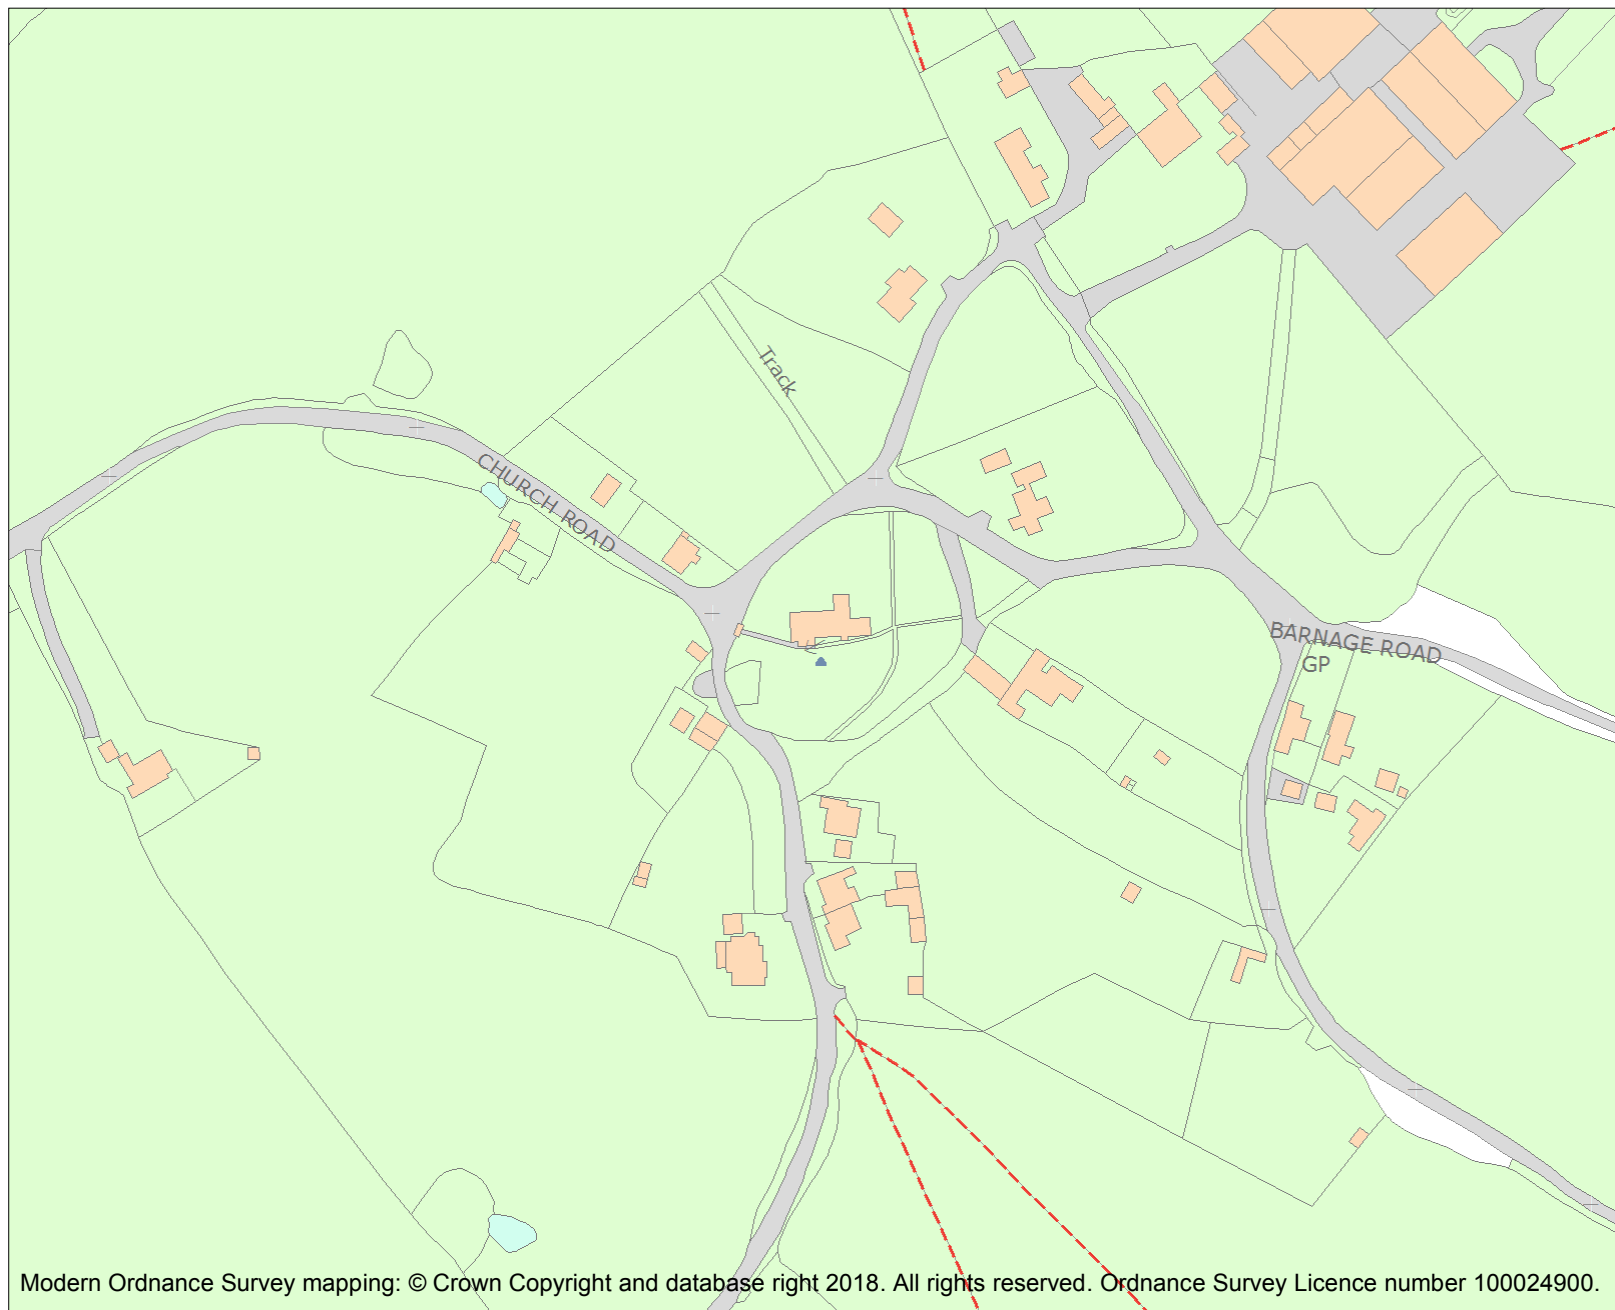 Track
CHURCH ROAD
BARNAGE ROAD
GP
Modern Ordnance Survey mapping: © Crown Copyright and database right 2018. All rights reserved. Ordnance Survey Licence number 100024900.